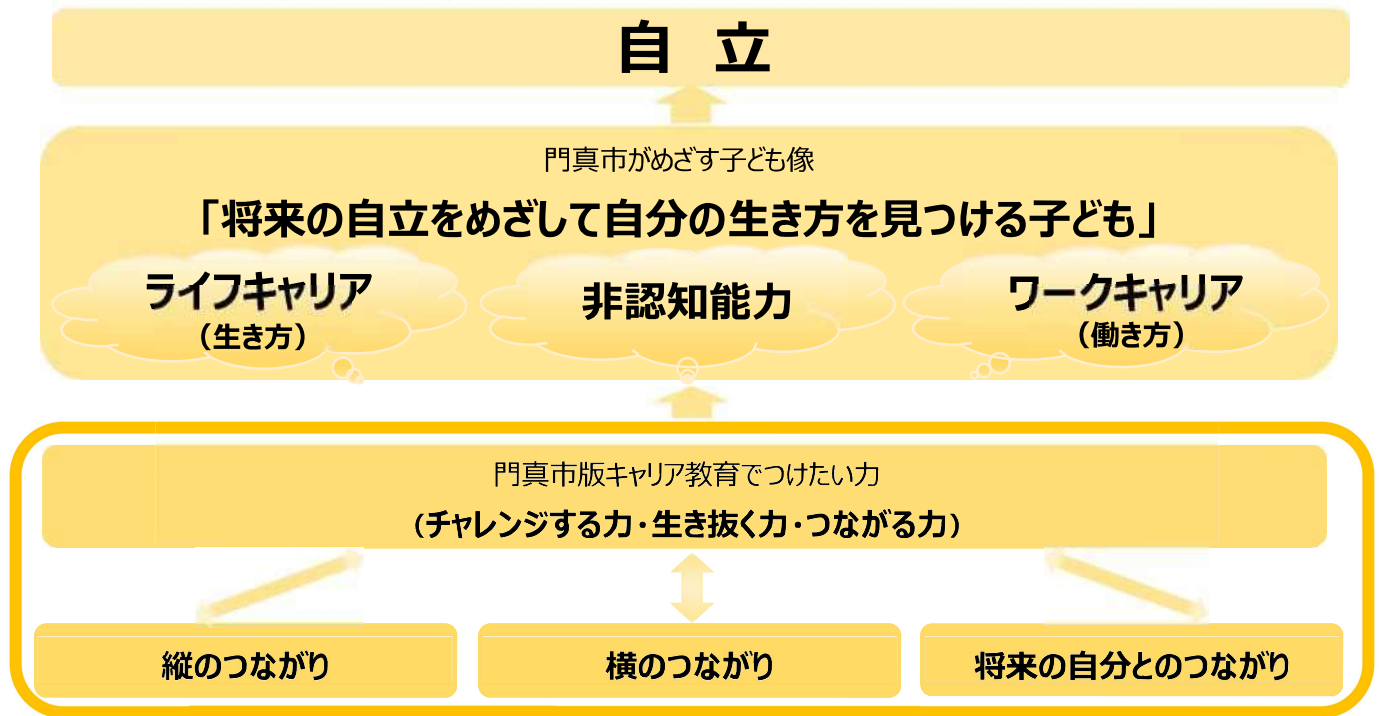 自 立
門真市がめざす子ども像
「将来の自立をめざして自分の生き方を見つける子ども」
ライフキャリア
（生き方）
非認知能力
ワークキャリア
（働き方）
門真市版キャリア教育でつけたい力
（チャレンジする力・生き抜く力・つながる力）
縦のつながり
横のつながり
将来の自分とのつながり